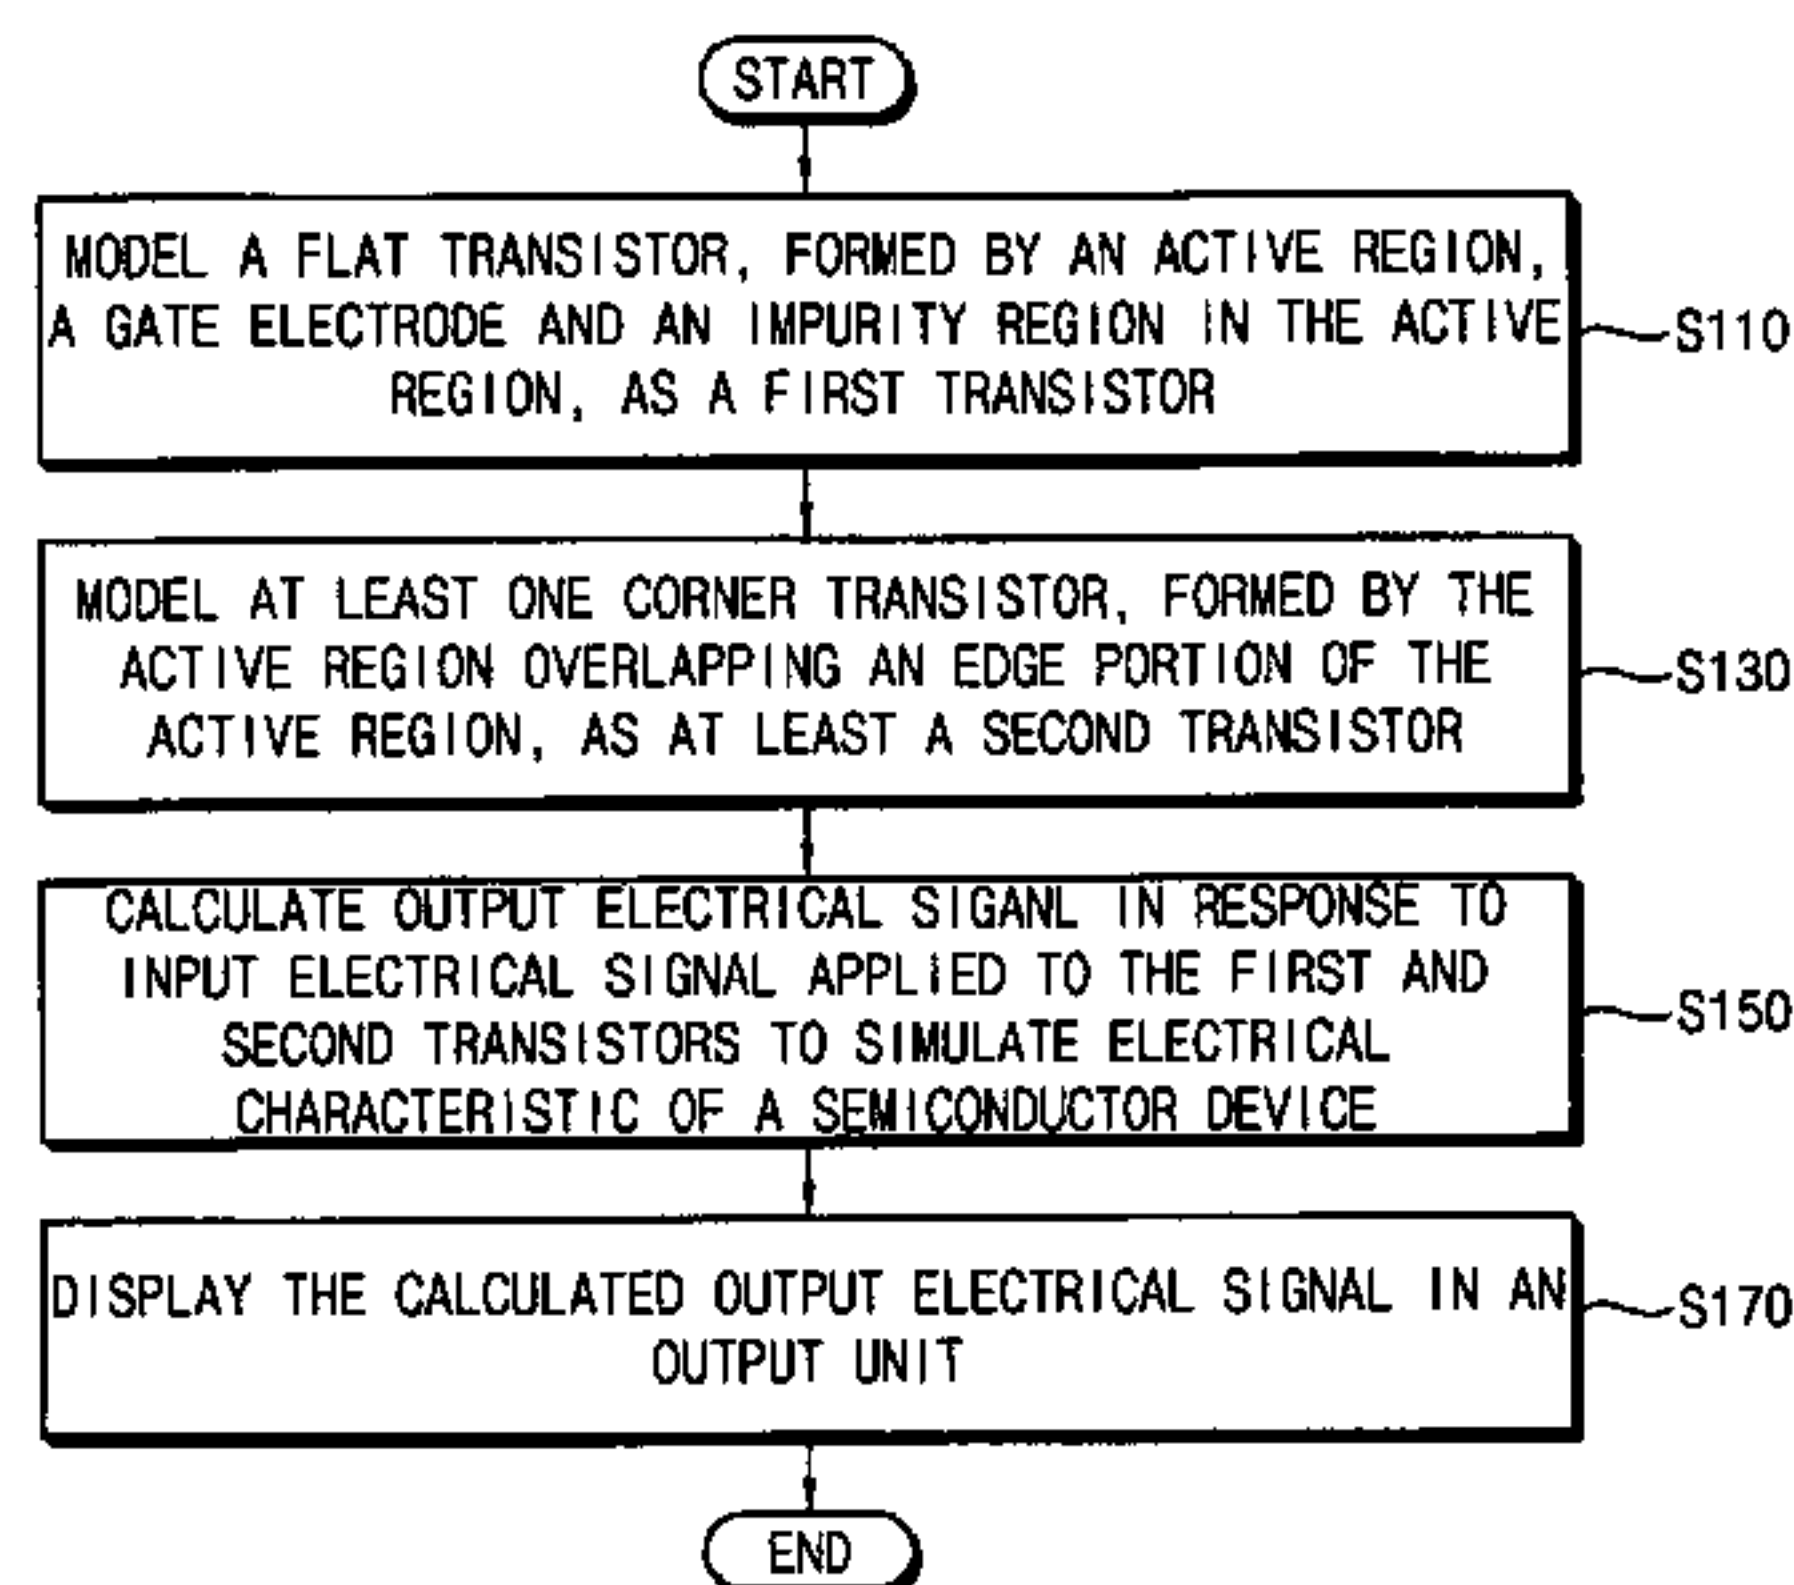 START
MODEL A FLAT TRANSISTOR, FORMED BY AN ACTIVE REGION,
A GATE ELECTRODE AND AN IMPURITY REGION IN THE ACTIVE
REGION, AS A FIRST TRANSISTOR
S110
MODEL AT LEAST ONE CORNER TRANSISTOR, FORMED BY THE
ACTIVE REGION OVERLAPPING AN EDGE PORTION OF THE
ACTIVE REGION, AS AT LEAST A SECOND TRANSISTOR
S130
CALCULATE OUTPUT ELECTRICAL SIGANL IN RESPONSE TO
INPUT ELECTRICAL SIGNAL APPLIED TO THE FIRST AND
SECOND TRANSISTORS TO SIMULATE ELECTRICAL
CHARACTERISTIC OF A SEMICONDUCTOR DEVICE
S150
DISPLAY THE CALCULATED OUTPUT ELECTRICAL SIGNAL IN AN
OUTPUT UNIT
S170
END